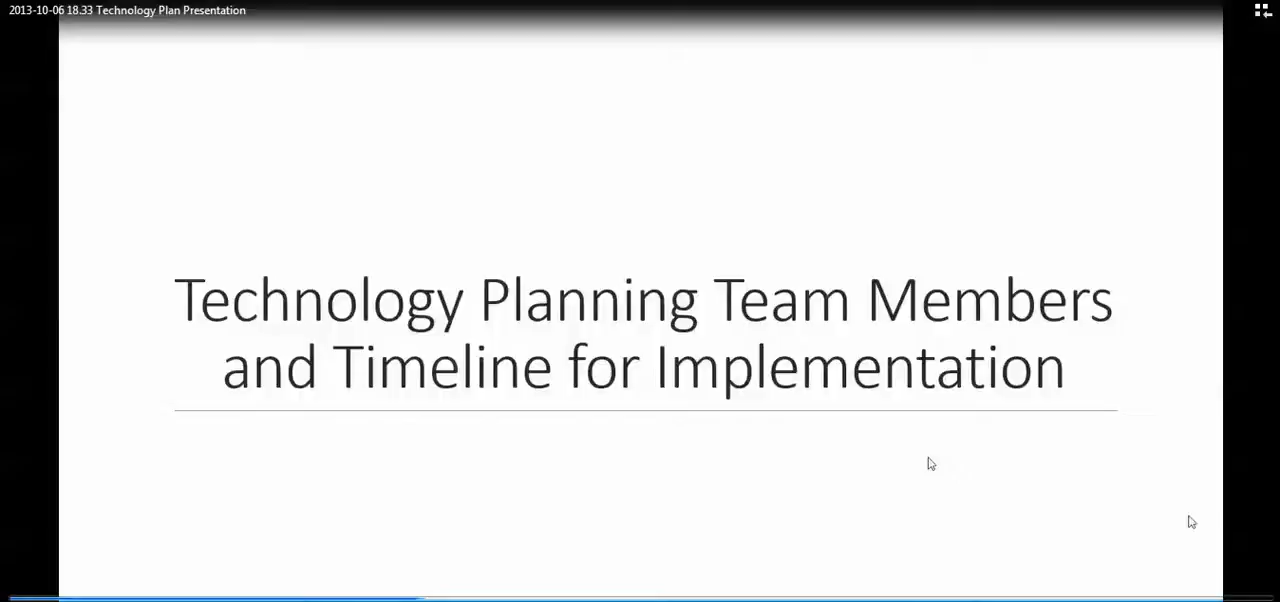 2013-10-06 18.33 Technology Plan Presentation
Technology Planning Team Members
and Timeline for Implementation